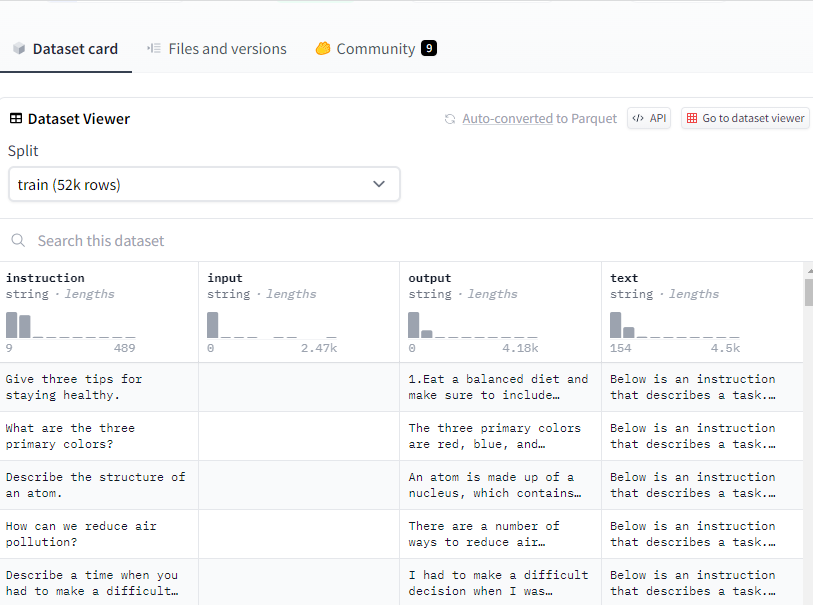 Dataset card Files and versions Community 9
Dataset Viewer Auto-converted to Parquet API Go to dataset viewer
Split
train (52k rows)
Search this dataset
instruction input output text
string · lengths string · lengths string · lengths string · lengths
9 489 0 2.47k 0 4.18k 154 4.5k
Give three tips for
staying healthy.
1.Eat a balanced diet and
make sure to include…
Below is an instruction
that describes a task.…
What are the three
primary colors?
The three primary colors
are red, blue, and…
Below is an instruction
that describes a task.…
Describe the structure of
an atom.
An atom is made up of a
nucleus, which contains…
Below is an instruction
that describes a task.…
How can we reduce air
pollution?
There are a number of
ways to reduce air…
Below is an instruction
that describes a task.…
Describe a time when you
had to make a difficult…
I had to make a difficult
decision when I was…
Below is an instruction
that describes a task.…